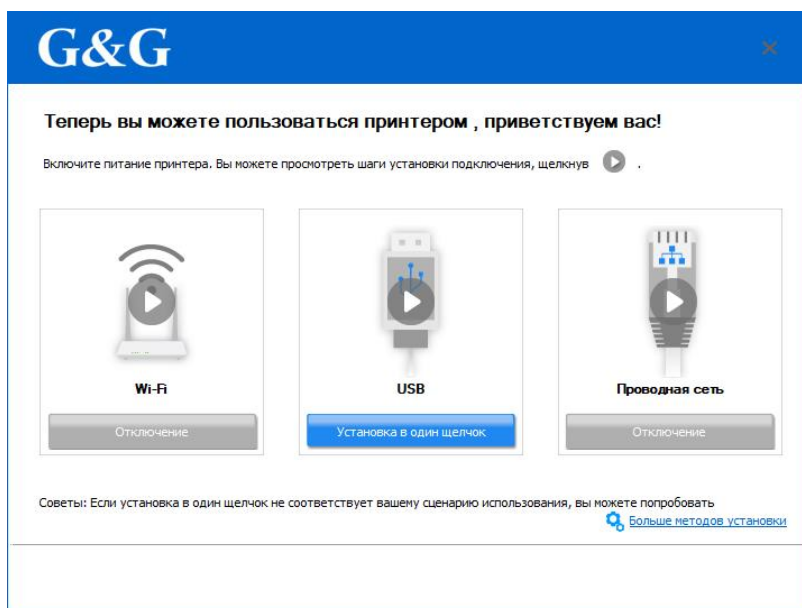 G&G
Теперь вы можете пользоваться принтером , приветствуем вас!
Включите питание принтера. Вы можете просмотреть шаги установки подключения, щелкнув .
Wi-Fi
USB
Проводная сеть
Отключение
Установка в один щелчок
Отключение
Советы: Если установка в один щелчок не соответствует вашему сценарию использования, вы можете попробовать
Больше методов установки